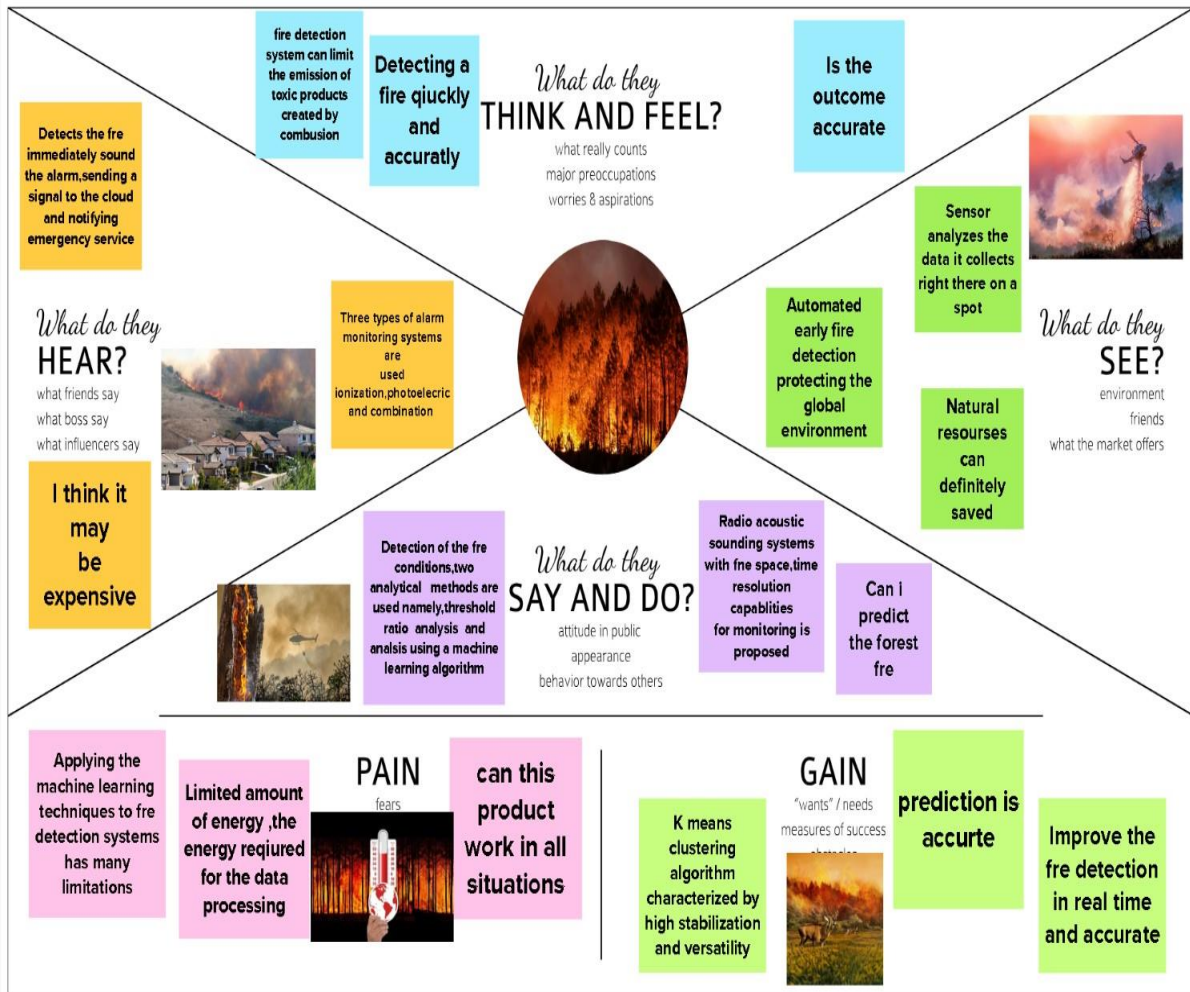 fire detection
system can limit
the emission of
toxic products
created by
combusion
Detecting a
fire qiuckly
and
accuratly
What do they
THINK AND FEEL?
what really counts
major preoccupations
worries & aspirations
Is the
outcome
accurate
Detects the fre
immediately sound
the alarm,sending a
signal to the cloud
and notifying
emergency service
What do they
HEAR?
what friends say
what boss say
what influencers say
Three types of alarm
monitoring systems
are
used
ionization,photoelecric
and combination
I think it
may
be
expensive
Sensor
analyzes the
data it collects
right there on a
spot
Automated
early fire
detection
protecting the
global
environment
What do they
SEE?
environment
friends
what the market offers
Natural
resourses
can
definitely
saved
Detection of the fre
conditions,two
analytical methods are
used namely,threshold
ratio analysis and
analsis using a machine
learning algorithm
What do they
SAY AND DO?
attitude in public
appearance
behavior towards others
Radio acoustic
sounding systems
with fne space,time
resolution
capablities
for monitoring is
proposed
Can i
predict
the forest
fre
Applying the
machine learning
techniques to fre
detection systems
has many
limitations
Limited amount
of energy ,the
energy reqiured
for the data
processing
PAIN
fears
can this
product
work in all
situations
K means
clustering
algorithm
characterized by
high stabilization
and versatility
GAIN
"wants" / needs
measures of success
prediction is
accurte
Improve the
fre detection
in real time
and accurate